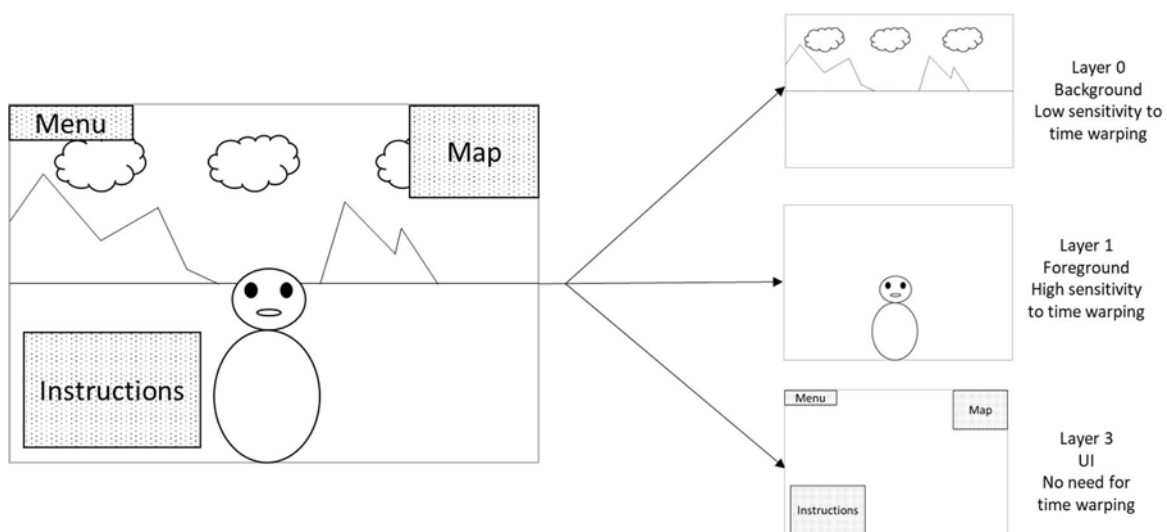 Menu
Map
Instructions
Layer 0
Background
Low sensitivity to
time warping
Layer 1
Foreground
High sensitivity
to time warping
Menu
Map
Instructions
Layer 3
UI
No need for
time warping